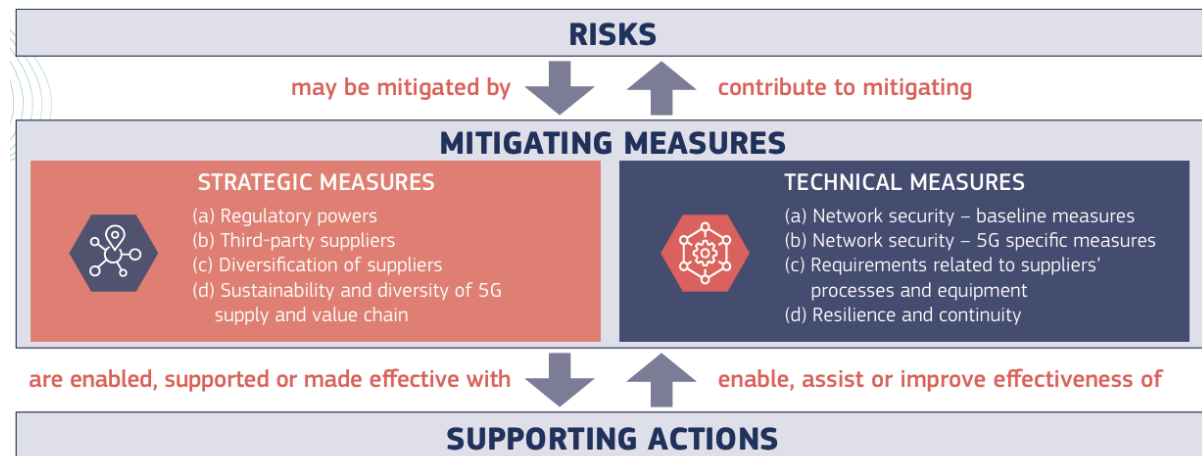 RISKS
may be mitigated by
contribute to mitigating
MITIGATING MEASURES
STRATEGIC MEASURES
(a) Regulatory powers
(b) Third-party suppliers
(c) Diversification of suppliers
(d) Sustainability and diversity of 5G
supply and value chain
TECHNICAL MEASURES
(a) Network security – baseline measures
(b) Network security – 5G specific measures
(c) Requirements related to suppliers’
processes and equipment
(d) Resilience and continuity
are enabled, supported or made effective with
enable, assist or improve effectiveness of
SUPPORTING ACTIONS